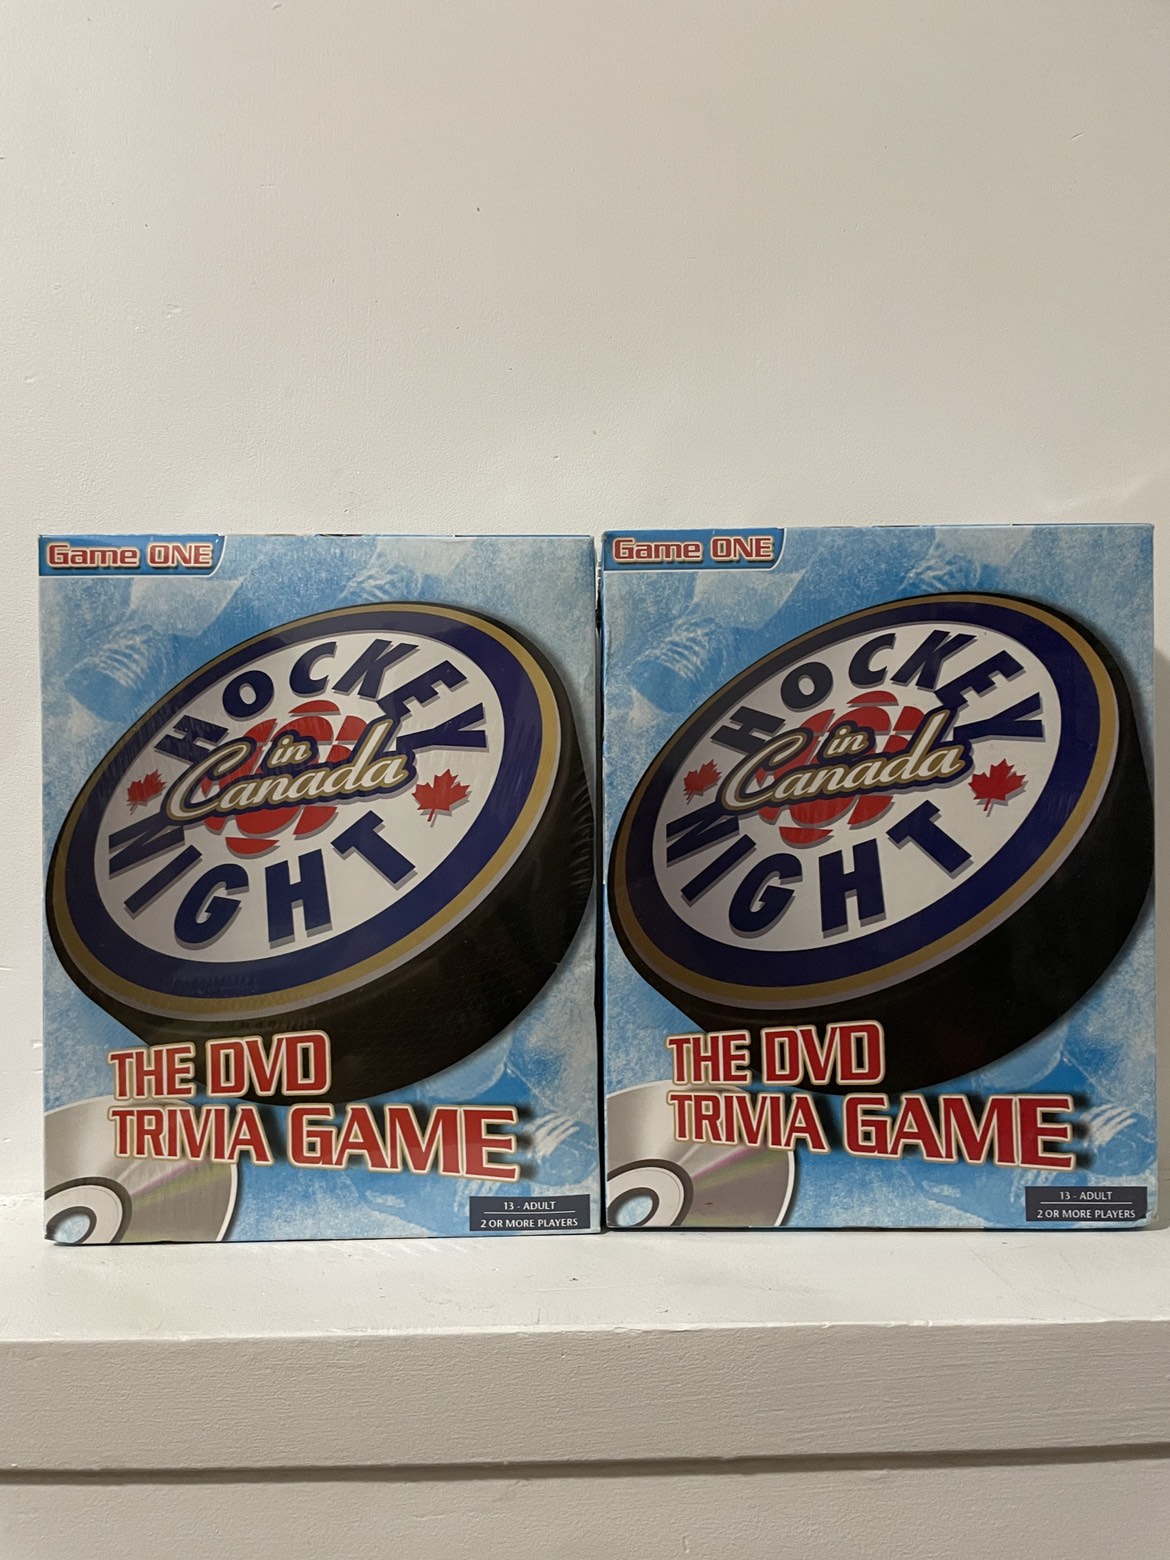 Game ONE
HOCKEY
in
Canada
NIGHT
THE DVD
TRIVIA GAME
13 - ADULT
2 OR MORE PLAYERS
Game ONE
HOCKEY
in
Canada
NIGHT
THE DVD
TRIVIA GAME
13 - ADULT
2 OR MORE PLAYERS